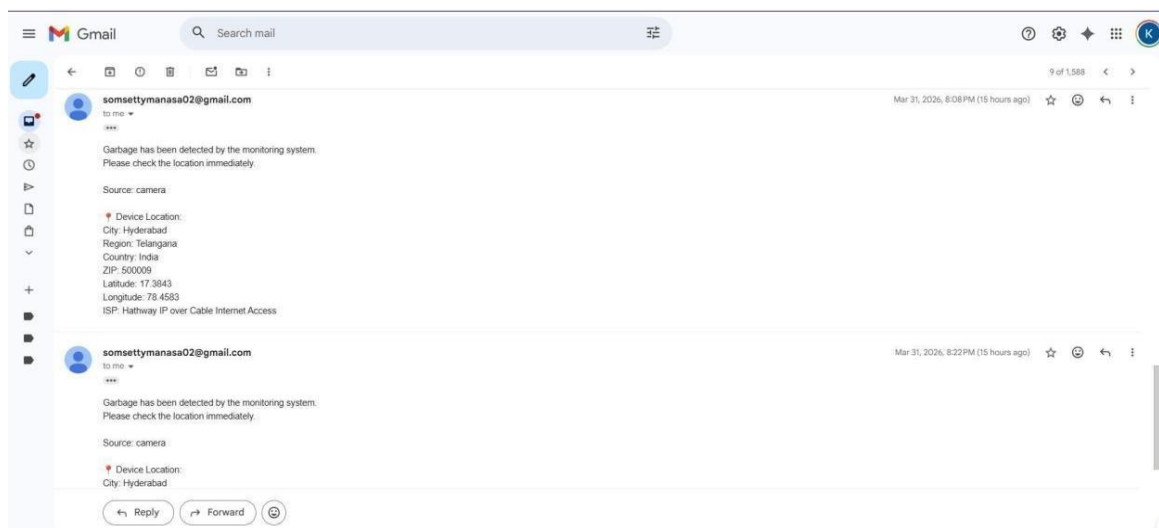 Gmail
Search mail
K
9 of 1,588
somsettymanasa02@gmail.com
Mar 31, 2026, 8:08 PM (15 hours ago)
to me
Garbage has been detected by the monitoring system.
Please check the location immediately.
Source: camera
📍 Device Location:
City: Hyderabad
Region: Telangana
Country: India
ZIP: 500009
Latitude: 17.3843
Longitude: 78.4583
ISP: Hathway IP over Cable Internet Access
somsettymanasa02@gmail.com
Mar 31, 2026, 8:22 PM (15 hours ago)
to me
Garbage has been detected by the monitoring system.
Please check the location immediately.
Source: camera
📍 Device Location:
City: Hyderabad
Reply
Forward